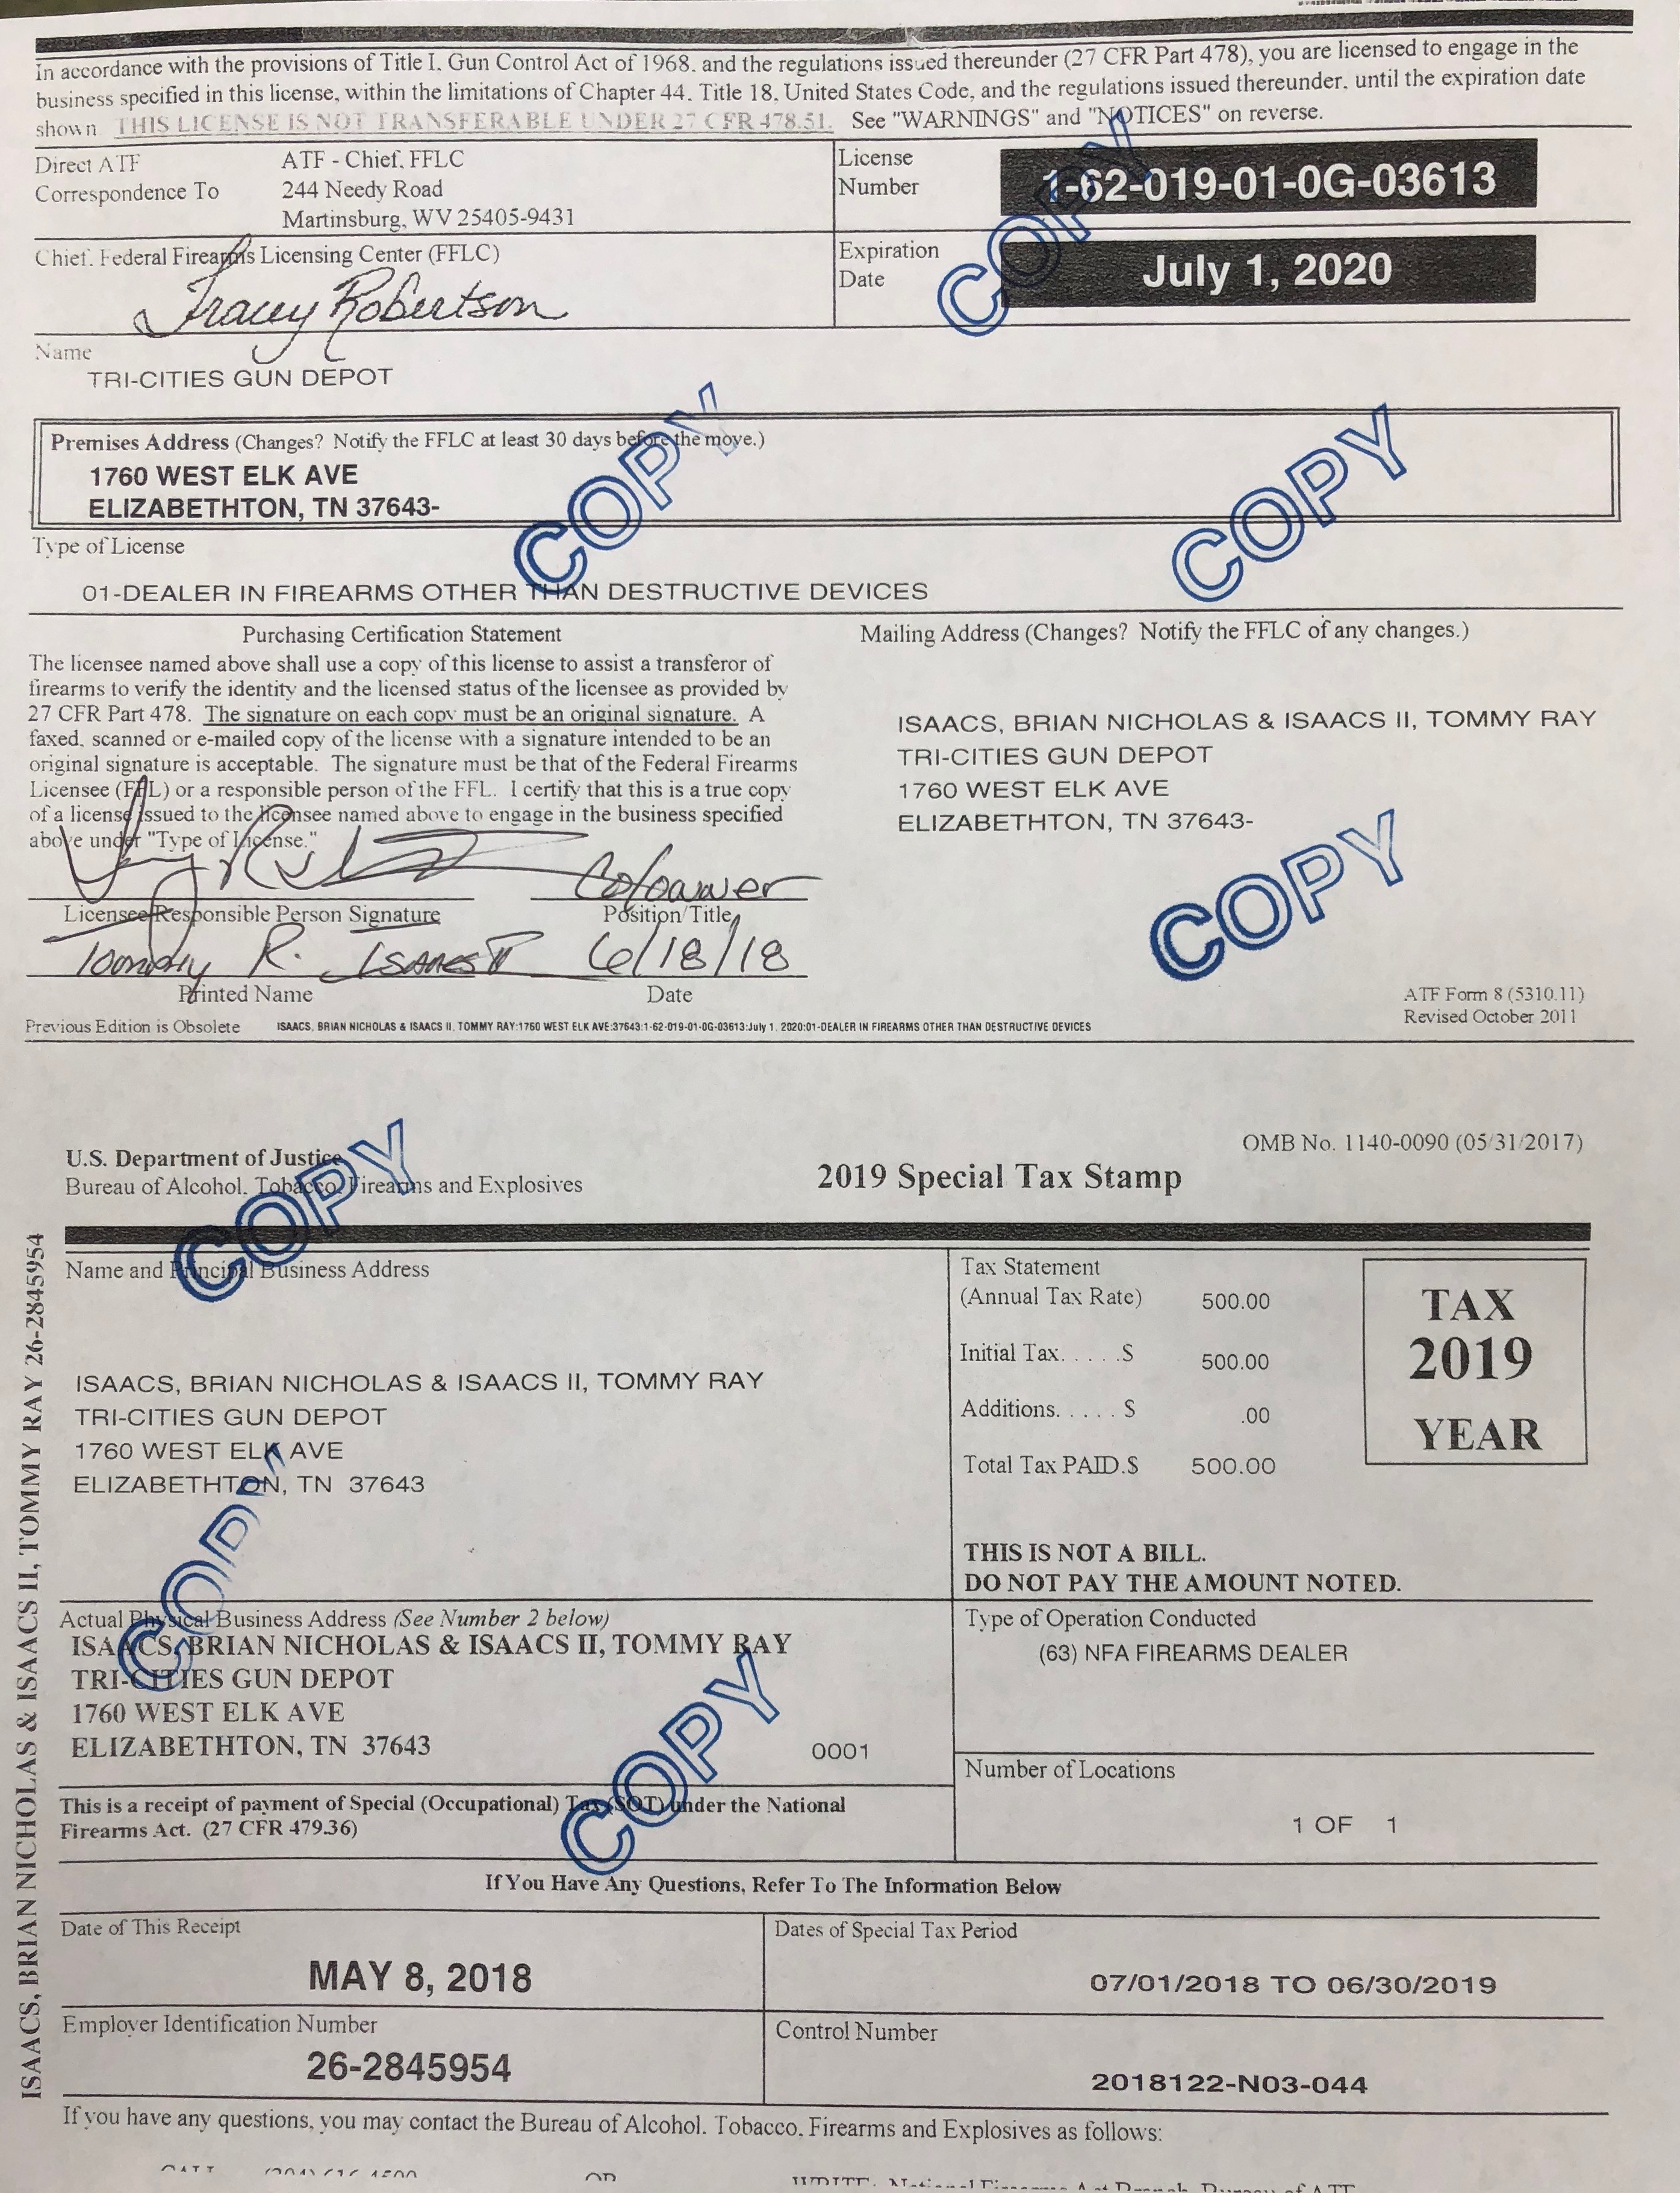 In accordance with the provisions of Title I, Gun Control Act of 1968, and the regulations issued thereunder (27 CFR Part 478), you are licensed to engage in the
business specified in this license, within the limitations of Chapter 44, Title 18, United States Code, and the regulations issued thereunder, until the expiration date
shown THIS LICENSE IS NOT TRANSFERABLE UNDER 27 CFR 478.51. See "WARNINGS" and "NOTICES" on reverse.
Direct ATF
Correspondence To
ATF - Chief, FFLC
244 Needy Road
Martinsburg, WV 25405-9431
License
Number
1-62-019-01-0G-03613
Chief, Federal Firearms Licensing Center (FFLC)
Tracey Robertson
Expiration
Date
July 1, 2020
COPY
Name
TRI-CITIES GUN DEPOT
Premises Address (Changes? Notify the FFLC at least 30 days before the move.)
1760 WEST ELK AVE
ELIZABETHTON, TN 37643-
COPY
COPY
Type of License
01-DEALER IN FIREARMS OTHER THAN DESTRUCTIVE DEVICES
Purchasing Certification Statement
The licensee named above shall use a copy of this license to assist a transferor of
firearms to verify the identity and the licensed status of the licensee as provided by
27 CFR Part 478. The signature on each copy must be an original signature. A
faxed, scanned or e-mailed copy of the license with a signature intended to be an
original signature is acceptable. The signature must be that of the Federal Firearms
Licensee (FFL) or a responsible person of the FFL. I certify that this is a true copy
of a license issued to the licensee named above to engage in the business specified
above under "Type of License."
Co/owner
Licensee/Responsible Person Signature
Position/Title
Tommy R. Isaacs II
6/18/18
Printed Name
Date
Mailing Address (Changes? Notify the FFLC of any changes.)
ISAACS, BRIAN NICHOLAS & ISAACS II, TOMMY RAY
TRI-CITIES GUN DEPOT
1760 WEST ELK AVE
ELIZABETHTON, TN 37643-
COPY
ATF Form 8 (5310.11)
Revised October 2011
Previous Edition is Obsolete
ISAACS, BRIAN NICHOLAS & ISAACS II, TOMMY RAY:1760 WEST ELK AVE:37643:1-62-019-01-0G-03613:July 1, 2020:01-DEALER IN FIREARMS OTHER THAN DESTRUCTIVE DEVICES
U.S. Department of Justice
Bureau of Alcohol, Tobacco, Firearms and Explosives
COPY
2019 Special Tax Stamp
OMB No. 1140-0090 (05/31/2017)
ISAACS, BRIAN NICHOLAS & ISAACS II, TOMMY RAY 26-2845954
Name and Principal Business Address
ISAACS, BRIAN NICHOLAS & ISAACS II, TOMMY RAY
TRI-CITIES GUN DEPOT
1760 WEST ELK AVE
ELIZABETHTON, TN 37643
COPY
Tax Statement
(Annual Tax Rate) 500.00
Initial Tax. . . . .$ 500.00
Additions. . . . . $ .00
Total Tax PAID.$ 500.00
TAX
2019
YEAR
THIS IS NOT A BILL.
DO NOT PAY THE AMOUNT NOTED.
Actual Physical Business Address (See Number 2 below)
ISAACS, BRIAN NICHOLAS & ISAACS II, TOMMY RAY
TRI-CITIES GUN DEPOT
1760 WEST ELK AVE
ELIZABETHTON, TN 37643
0001
COPY
Type of Operation Conducted
(63) NFA FIREARMS DEALER
Number of Locations
1 OF 1
This is a receipt of payment of Special (Occupational) Tax (SOT) under the National
Firearms Act. (27 CFR 479.36)
If You Have Any Questions, Refer To The Information Below
Date of This Receipt
MAY 8, 2018
Dates of Special Tax Period
07/01/2018 TO 06/30/2019
Employer Identification Number
26-2845954
Control Number
2018122-N03-044
If you have any questions, you may contact the Bureau of Alcohol, Tobacco, Firearms and Explosives as follows: